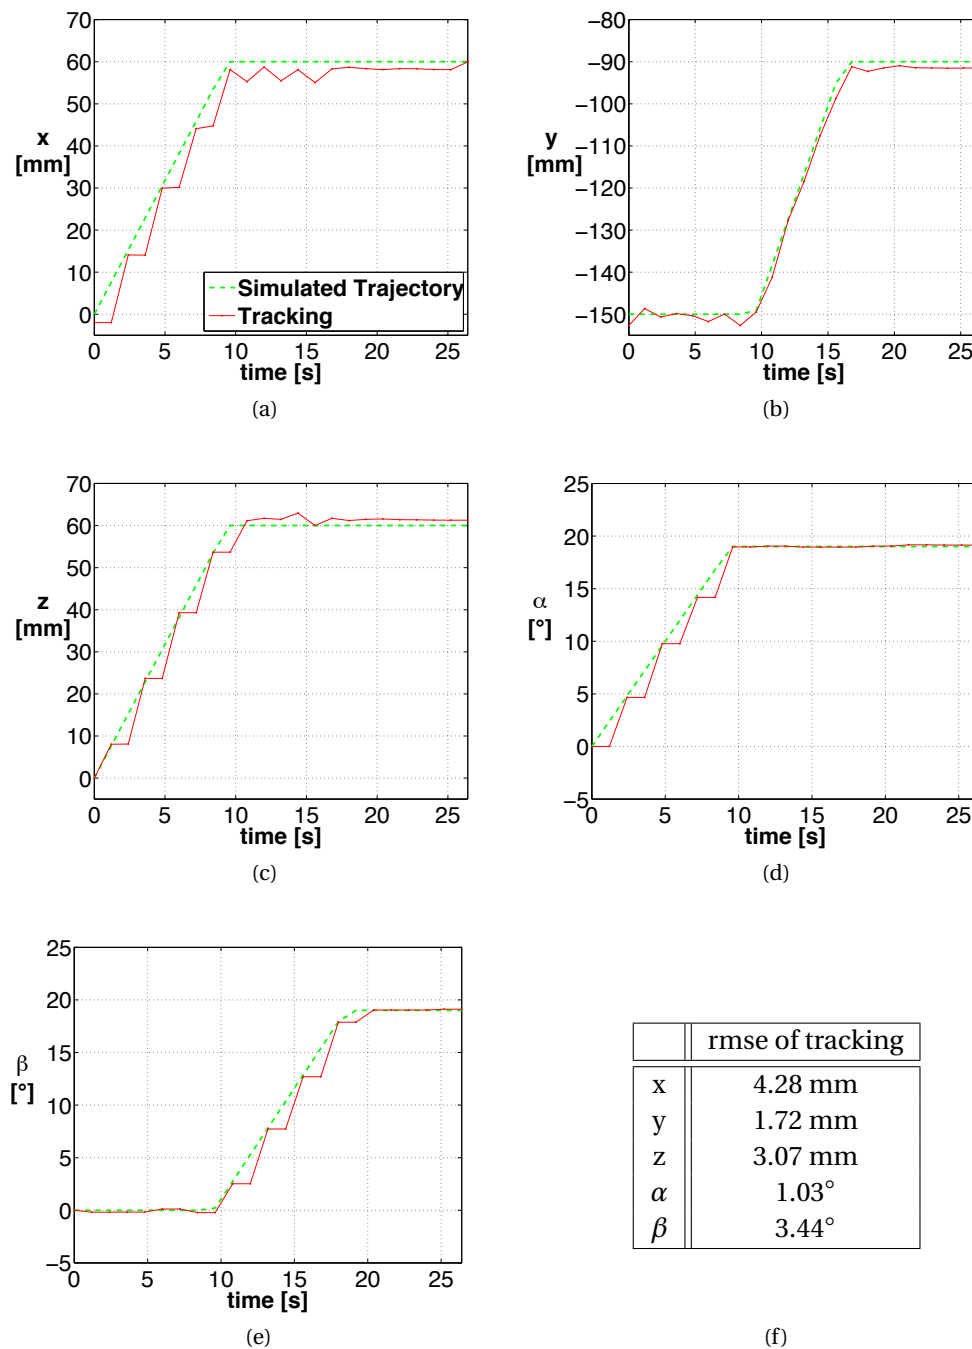 70
60
50
40
30
20
10
0
x
[mm]
Simulated Trajectory
Tracking
0 5 10 15 20 25
time [s]
(a)
−80
−90
−100
−110
−120
−130
−140
−150
y
[mm]
0 5 10 15 20 25
time [s]
(b)
70
60
50
40
30
20
10
0
z
[mm]
0 5 10 15 20 25
time [s]
(c)
25
20
15
10
5
0
−5
α
[°]
0 5 10 15 20 25
time [s]
(d)
25
20
15
10
5
0
−5
β
[°]
0 5 10 15 20 25
time [s]
(e)
rmse of tracking
x 4.28 mm
y 1.72 mm
z 3.07 mm
α 1.03°
β 3.44°
(f)